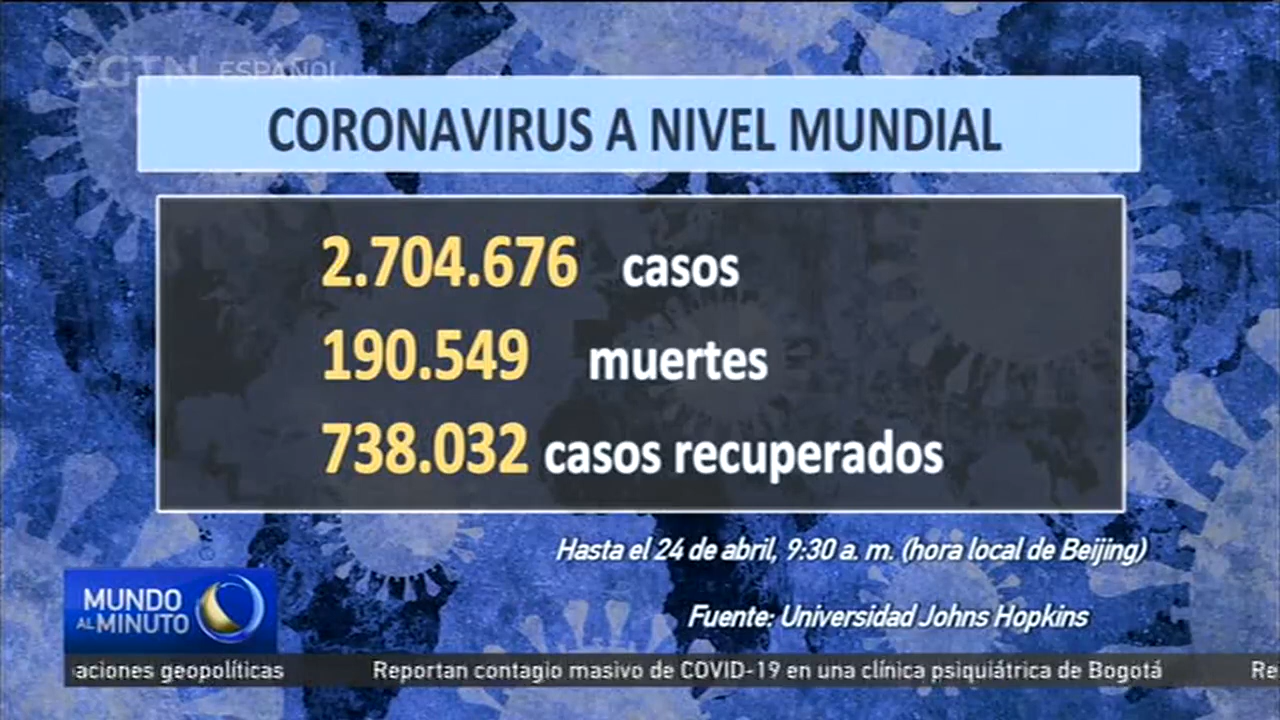 CGTN ESPAÑOL
CORONAVIRUS A NIVEL MUNDIAL
2.704.676 casos
190.549 muertes
738.032 casos recuperados
Hasta el 24 de abril, 9:30 a. m. (hora local de Beijing)
Fuente: Universidad Johns Hopkins
MUNDO
AL MINUTO
aciones geopolíticas Reportan contagio masivo de COVID-19 en una clínica psiquiátrica de Bogotá Re